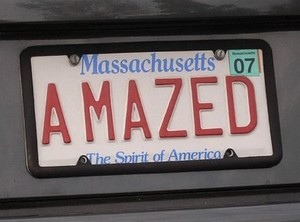 Massachusetts
07
AMAZED
The Spirit of America